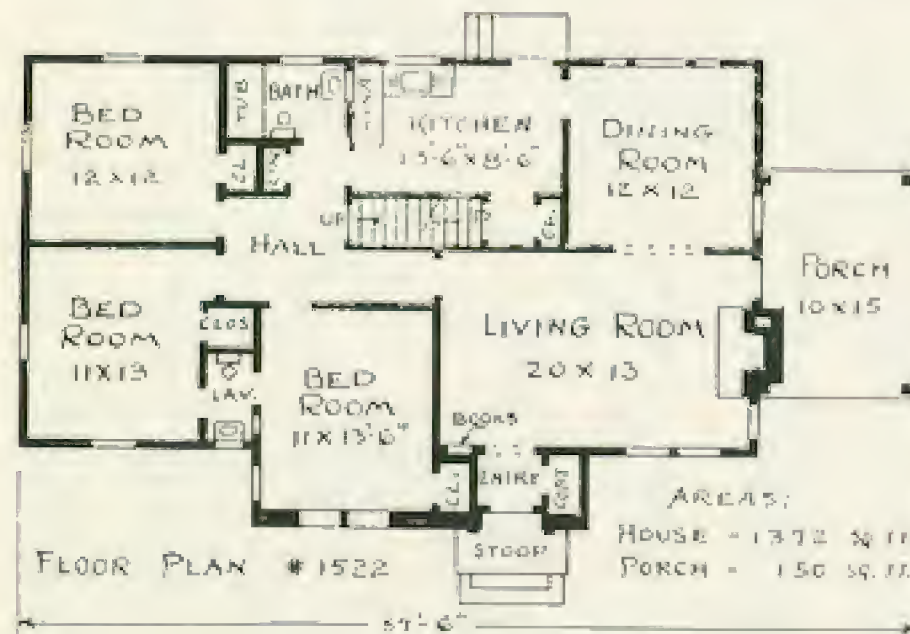 BED
ROOM
12 X 12
TUB
BATH
KITCHEN
13'-6" X 8'-6"
DINING
ROOM
12 X 12
CL.
UP
HALL
PORCH
10 X 15
BED
ROOM
11 X 13
CLOS
LAV.
BED
ROOM
11 X 13'-6"
LIVING ROOM
20 X 13
BOOKS
CL.
ENTRY
COAT
STOOP
AREAS:
HOUSE = 1372 SQ. FT.
PORCH = 150 SQ. FT.
FLOOR PLAN #1522